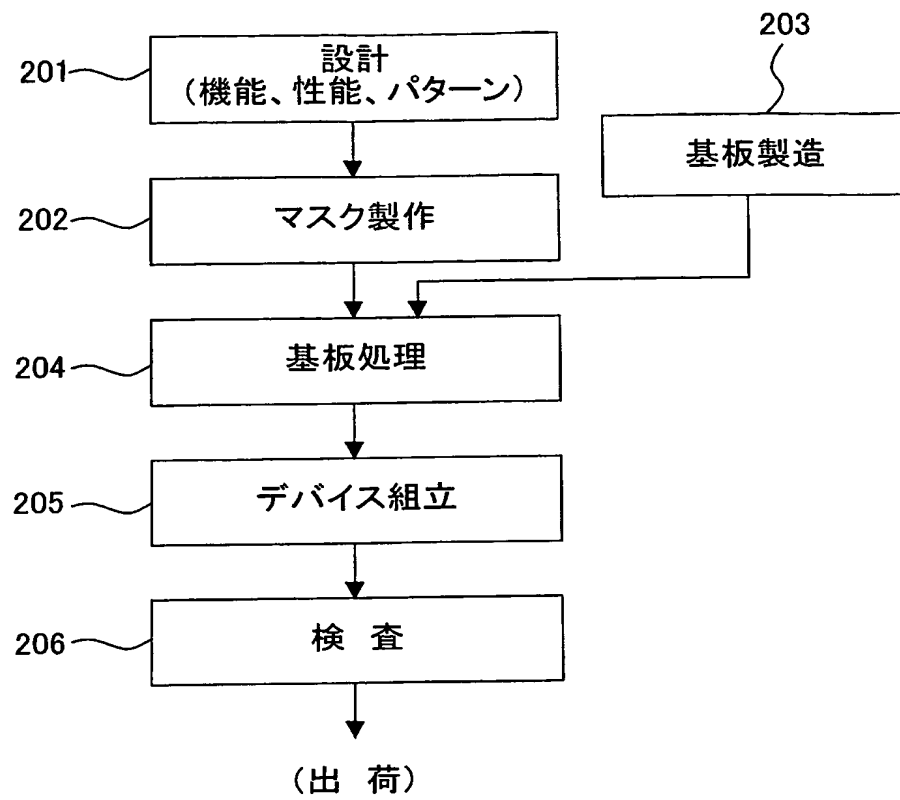 203
201
設計
（機能、性能、パターン）
基板製造
202
マスク製作
204
基板処理
205
デバイス組立
206
検 査
（出 荷）